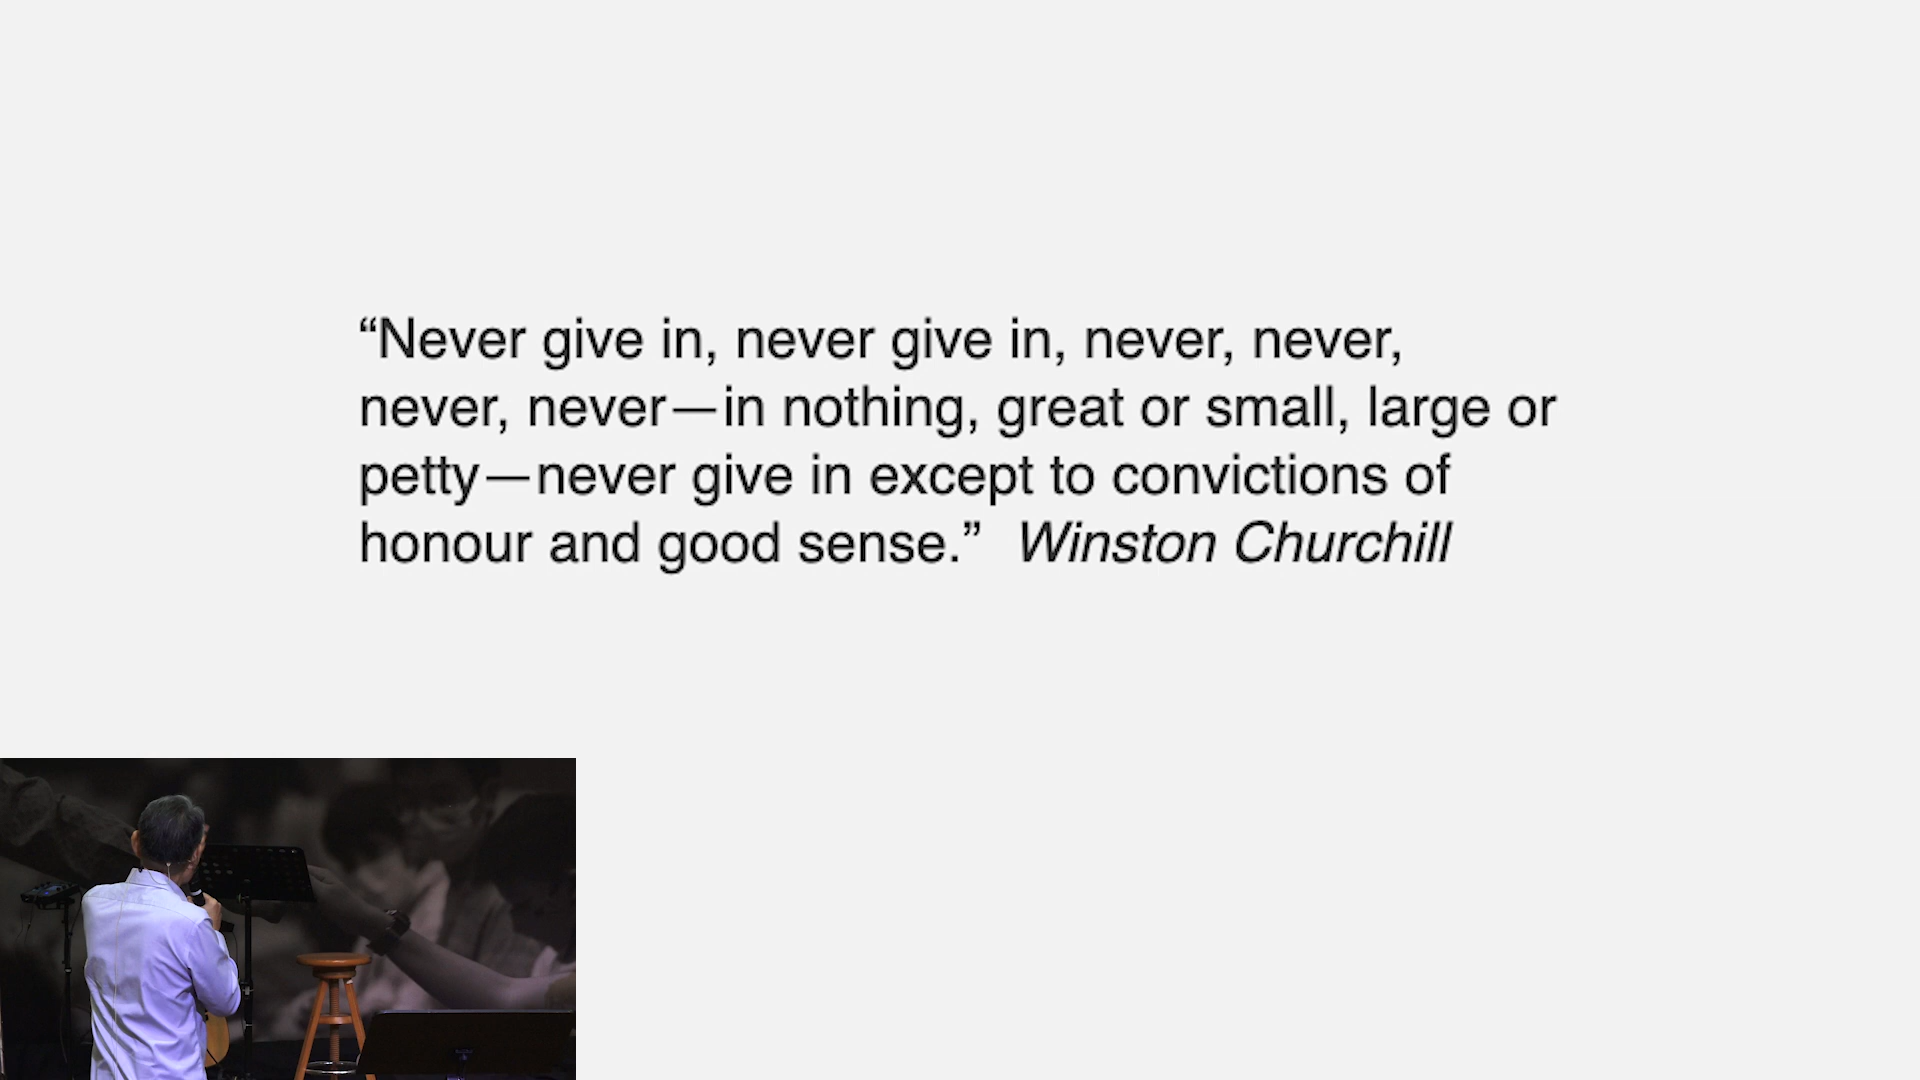 “Never give in, never give in, never, never,
never, never—in nothing, great or small, large or
petty—never give in except to convictions of
honour and good sense.”  Winston Churchill